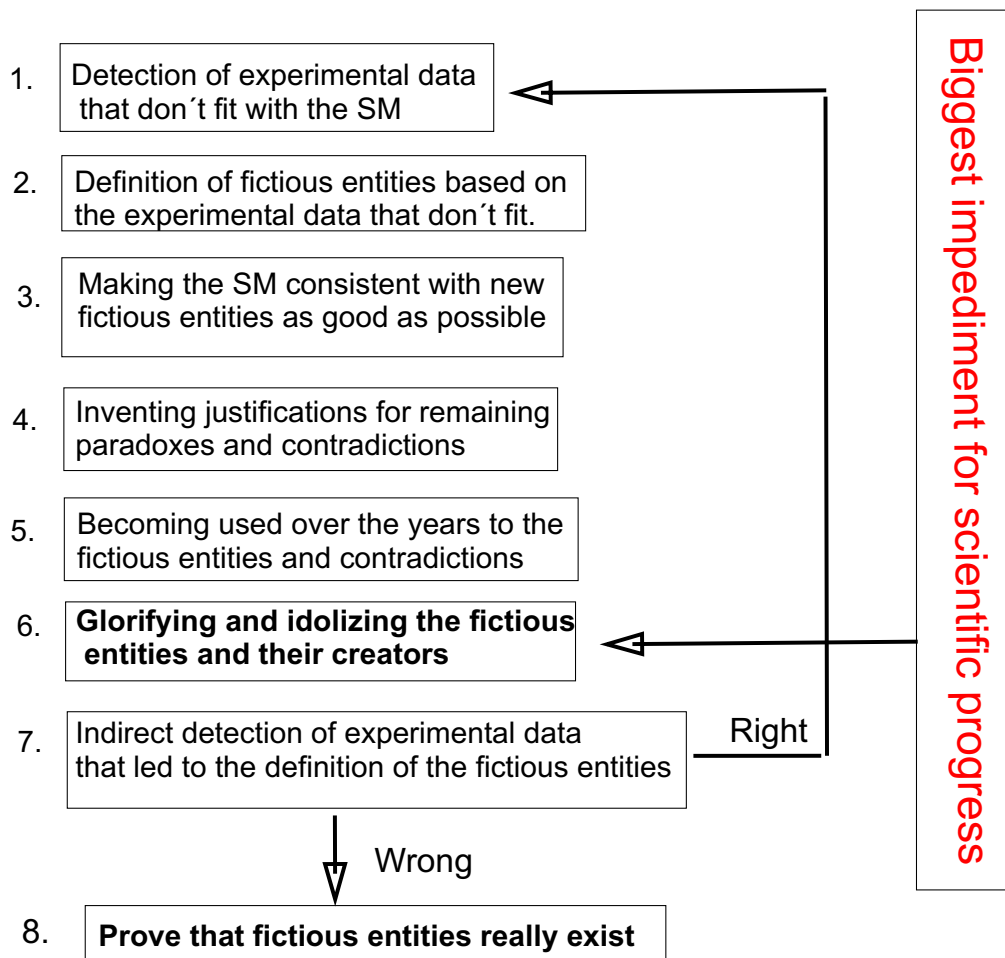 1. Detection of experimental data
that don´t fit with the SM
2. Definition of fictious entities based on
the experimental data that don´t fit.
3. Making the SM consistent with new
fictious entities as good as possible
4. Inventing justifications for remaining
paradoxes and contradictions
5. Becoming used over the years to the
fictious entities and contradictions
6. Glorifying and idolizing the fictious
entities and their creators
7. Indirect detection of experimental data
that led to the definition of the fictious entities
Right
Wrong
8. Prove that fictious entities really exist
Biggest impediment for scientific progress